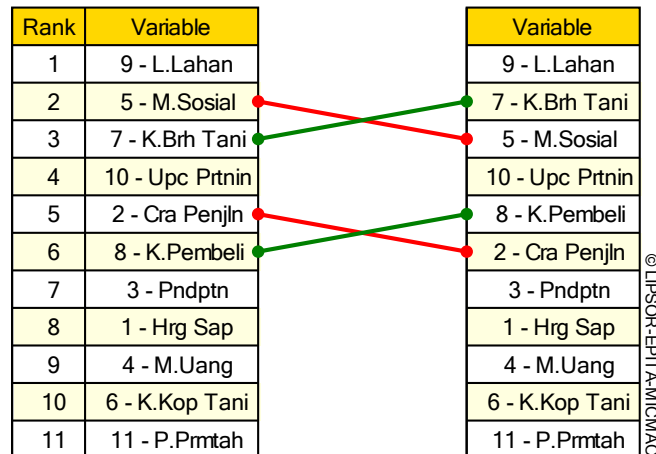 Rank Variable Variable
1 9 - L.Lahan 9 - L.Lahan
2 5 - M.Sosial 7 - K.Brh Tani
3 7 - K.Brh Tani 5 - M.Sosial
4 10 - Upc Prtnin 10 - Upc Prtnin
5 2 - Cra Penjln 8 - K.Pembeli
6 8 - K.Pembeli 2 - Cra Penjln
7 3 - Pndptn 3 - Pndptn
8 1 - Hrg Sap 1 - Hrg Sap
9 4 - M.Uang 4 - M.Uang
10 6 - K.Kop Tani 6 - K.Kop Tani
11 11 - P.Prmtah 11 - P.Prmtah
© LIPSOR-EPITA-MICMAC